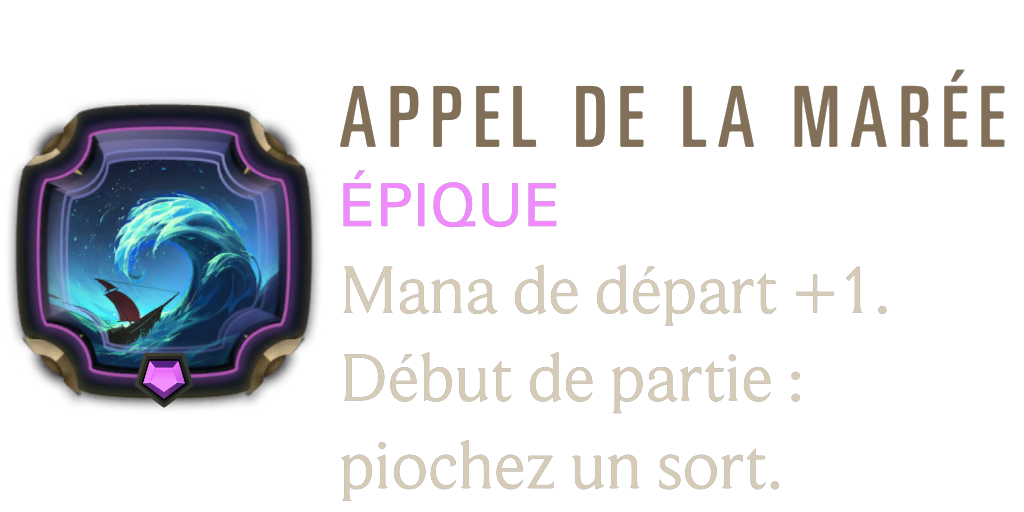 APPEL DE LA MARÉE
ÉPIQUE
Mana de départ +1.
Début de partie :
piochez un sort.